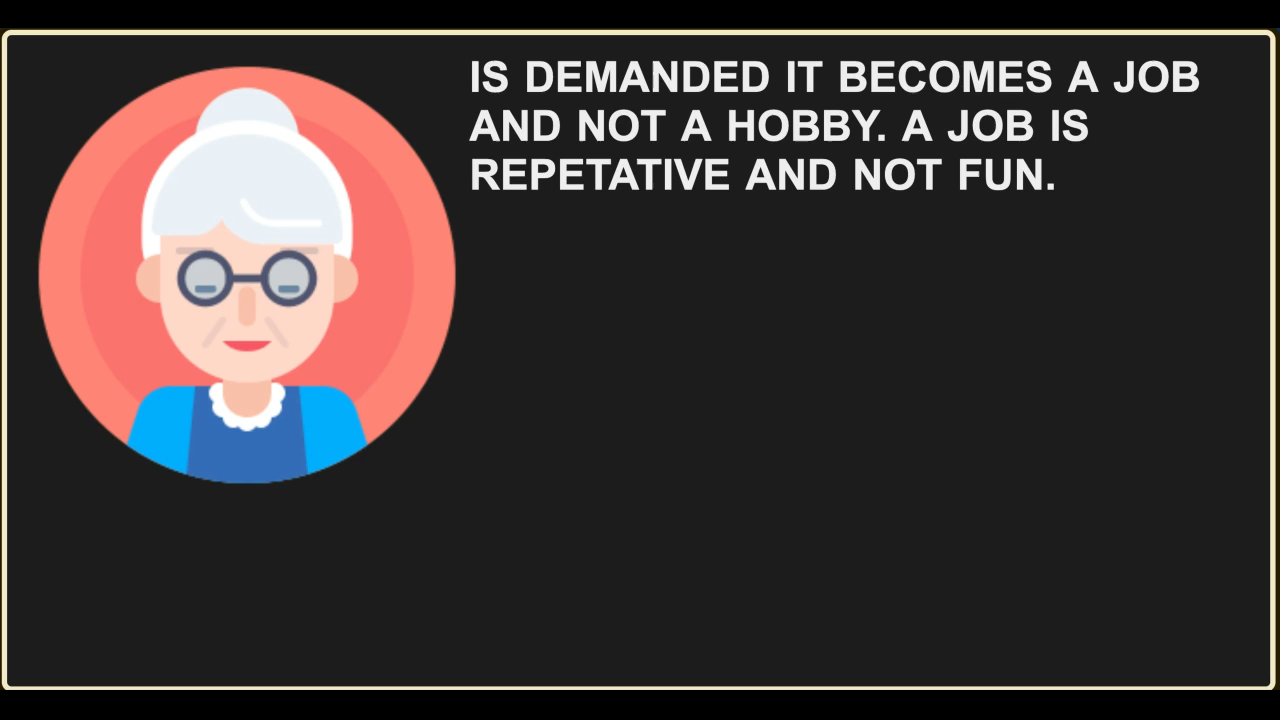 IS DEMANDED IT BECOMES A JOB
AND NOT A HOBBY. A JOB IS
REPETATIVE AND NOT FUN.